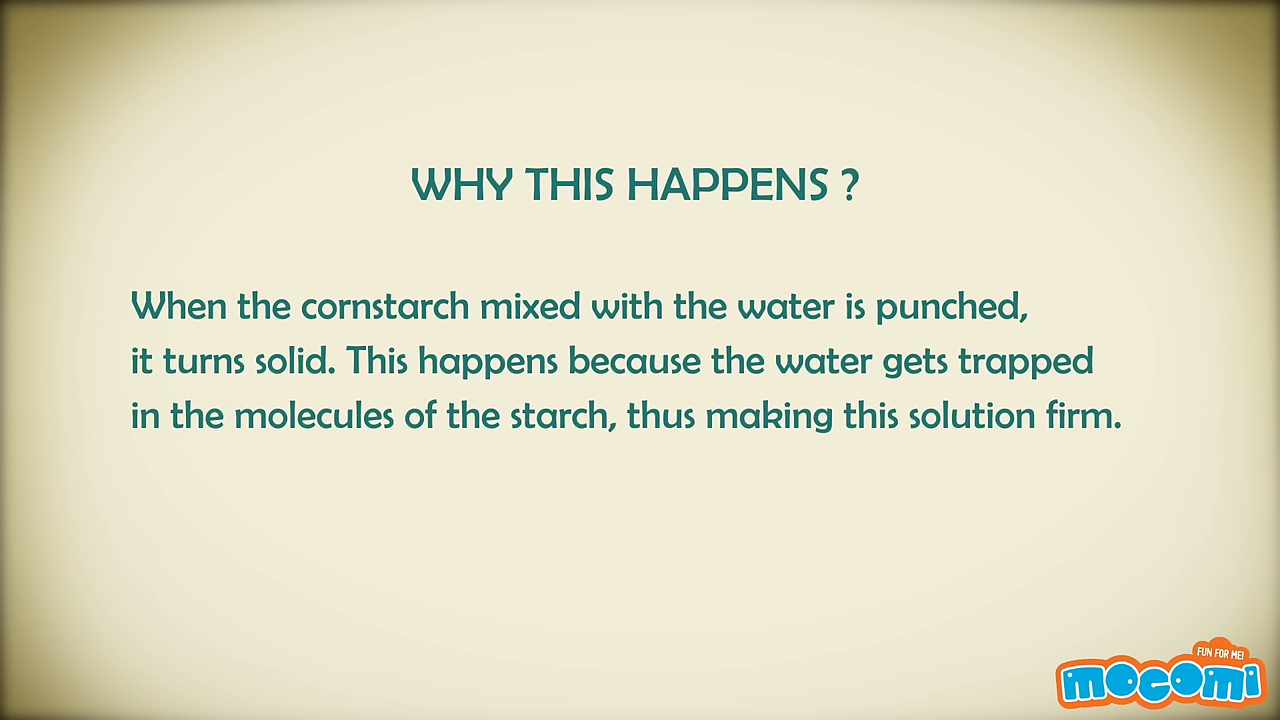 WHY THIS HAPPENS ?
When the cornstarch mixed with the water is punched,
it turns solid. This happens because the water gets trapped
in the molecules of the starch, thus making this solution firm.
FUN FOR ME!
mocomi